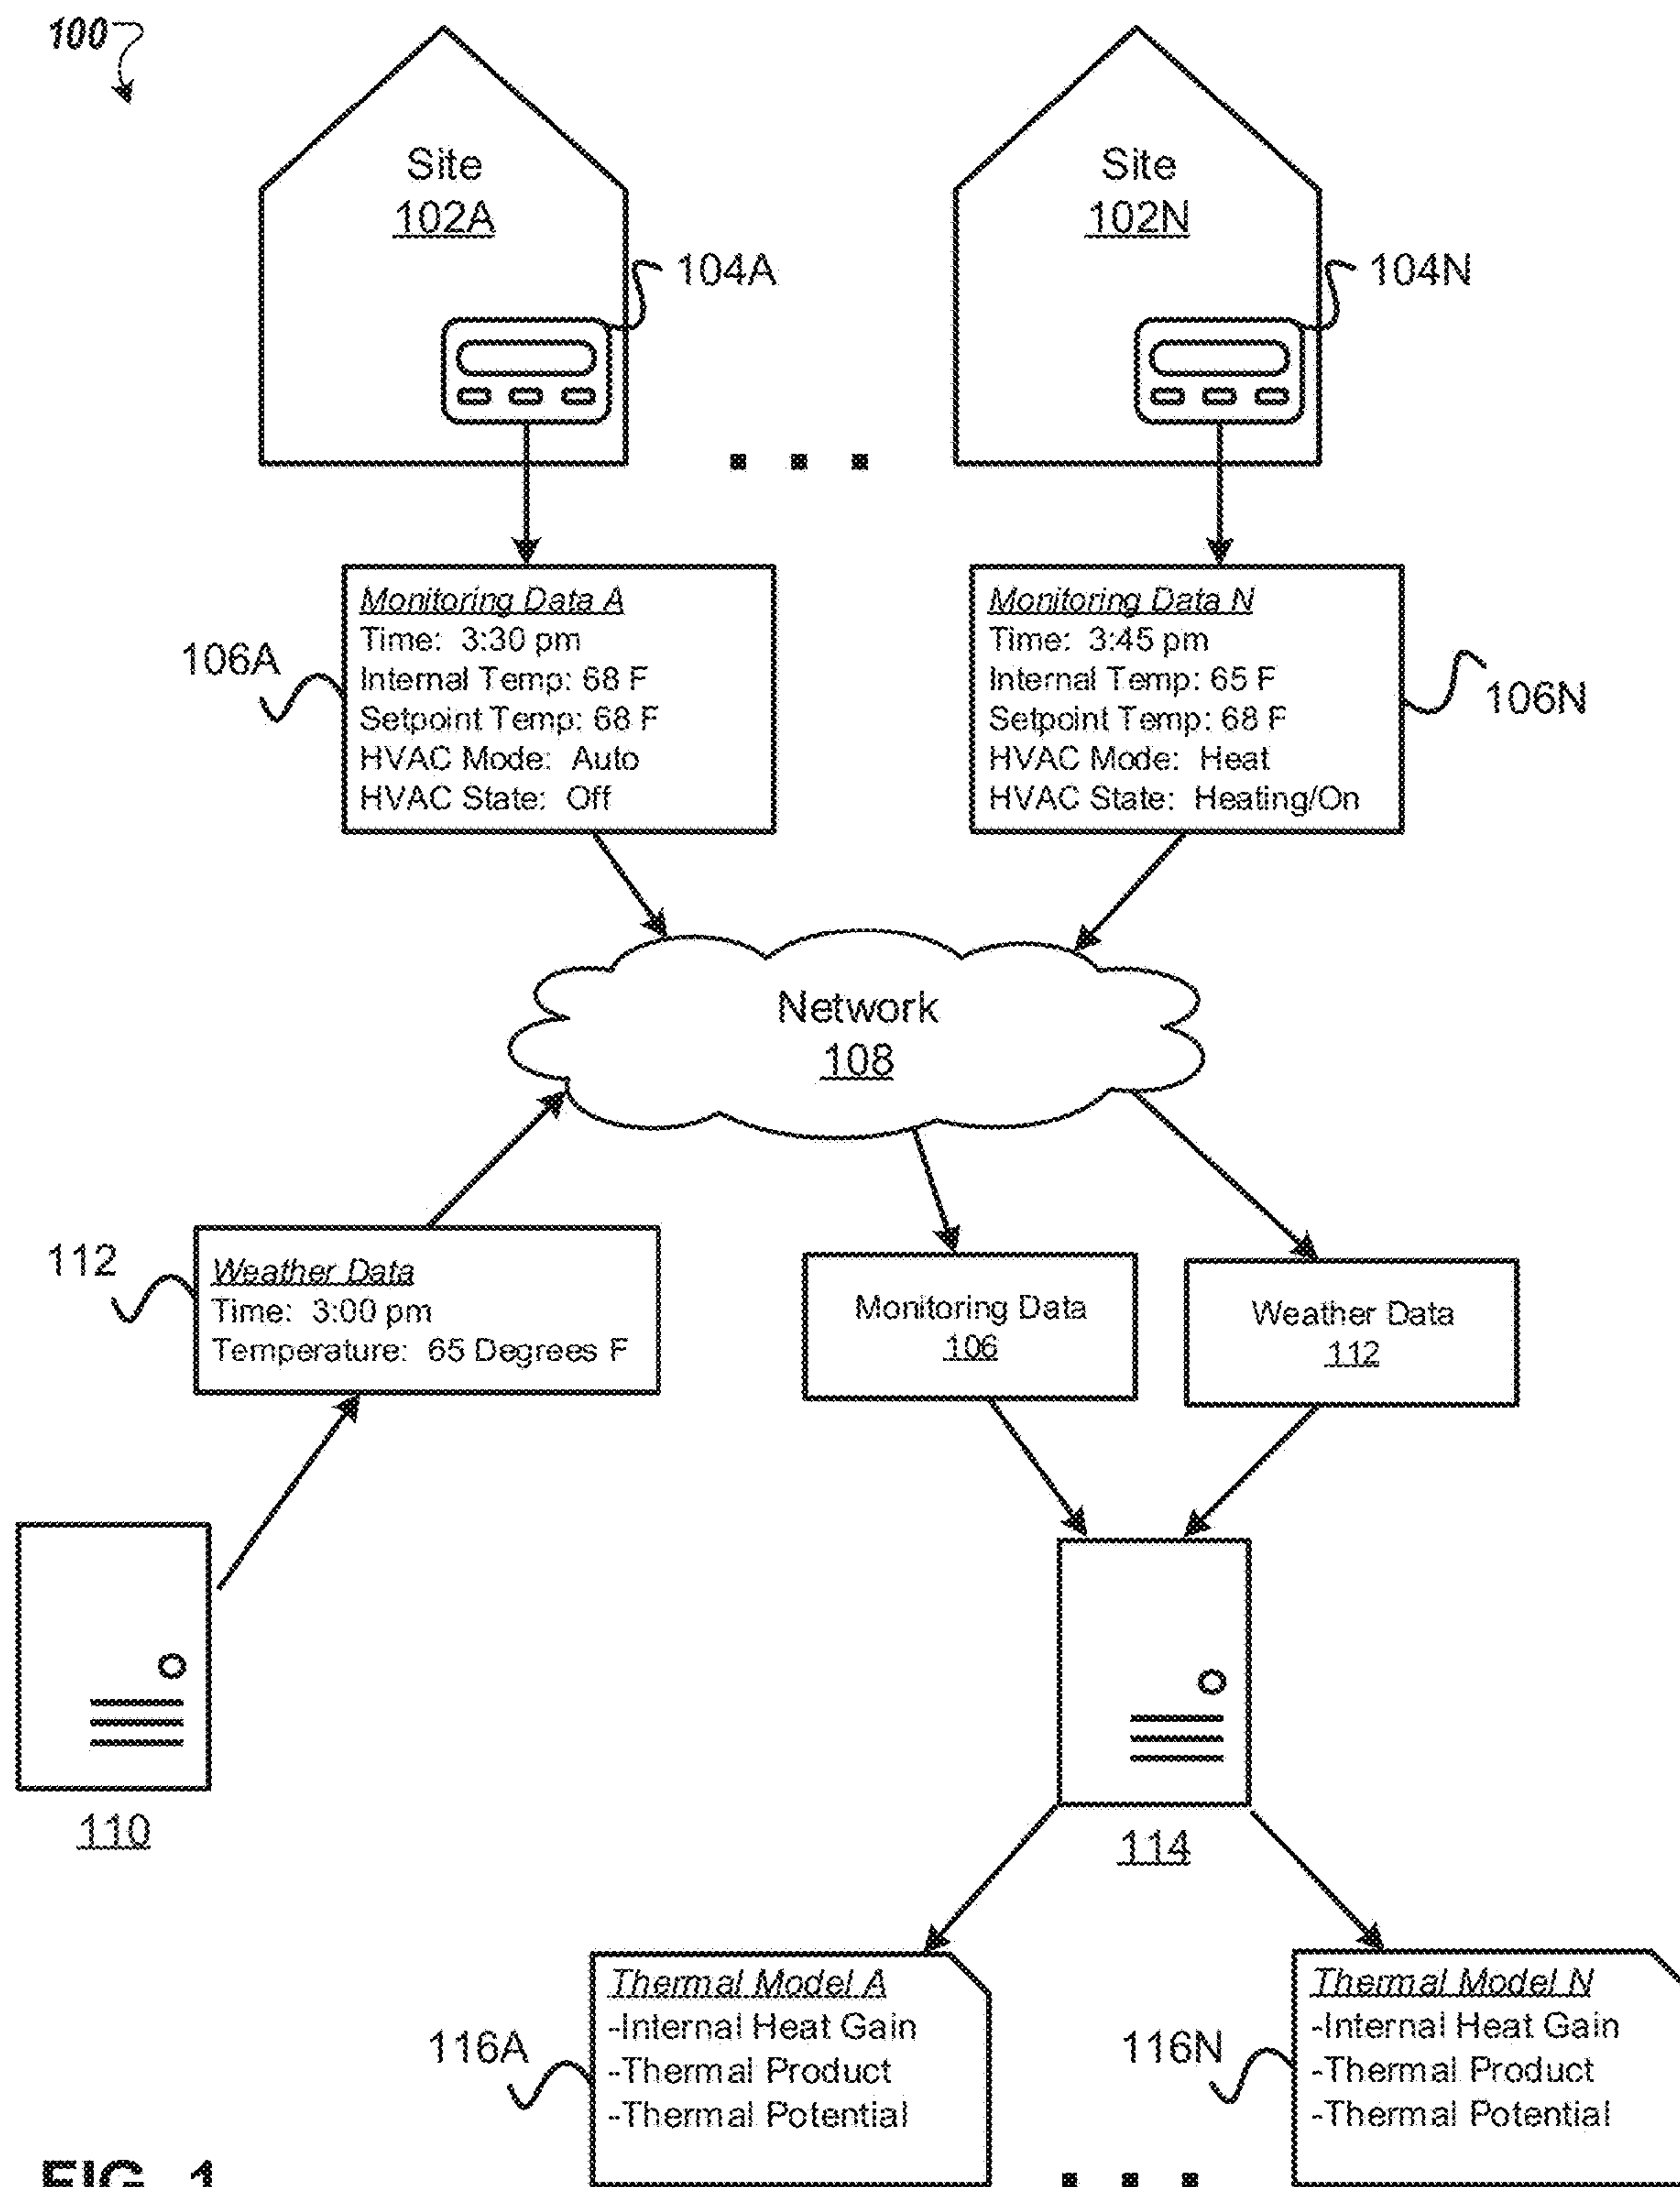 100
Site
102A
Site
102N
104A
104N
Monitoring Data A
Time: 3:30 pm
Internal Temp: 68 F
Setpoint Temp: 68 F
HVAC Mode: Auto
HVAC State: Off
106A
Monitoring Data N
Time: 3:45 pm
Internal Temp: 65 F
Setpoint Temp: 68 F
HVAC Mode: Heat
HVAC State: Heating/On
106N
Network
108
112
Weather Data
Time: 3:00 pm
Temperature: 65 Degrees F
Monitoring Data
106
Weather Data
112
110
114
Thermal Model A
-Internal Heat Gain
-Thermal Product
-Thermal Potential
116A
Thermal Model N
-Internal Heat Gain
-Thermal Product
-Thermal Potential
116N
FIG. 1